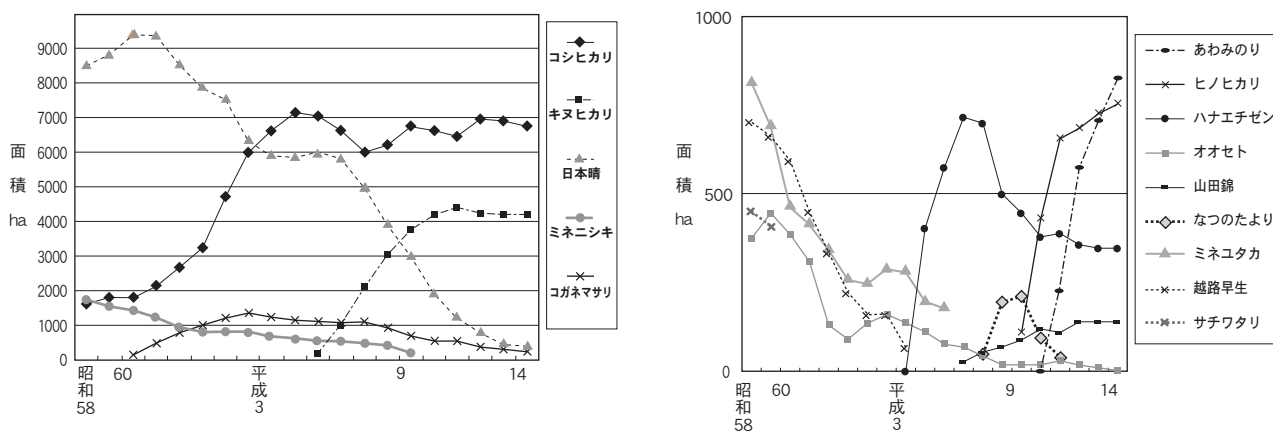 9000
8000
7000
6000
5000
4000
3000
2000
1000
0
面積
ha
昭和58
60
平成3
9
14
コシヒカリ
キヌヒカリ
日本晴
ミネニシキ
コガネマサリ
1000
500
0
面積
ha
昭和58
60
平成3
9
14
あわみのり
ヒノヒカリ
ハナエチゼン
オオセト
山田錦
なつのたより
ミネユタカ
越路早生
サチワタリ